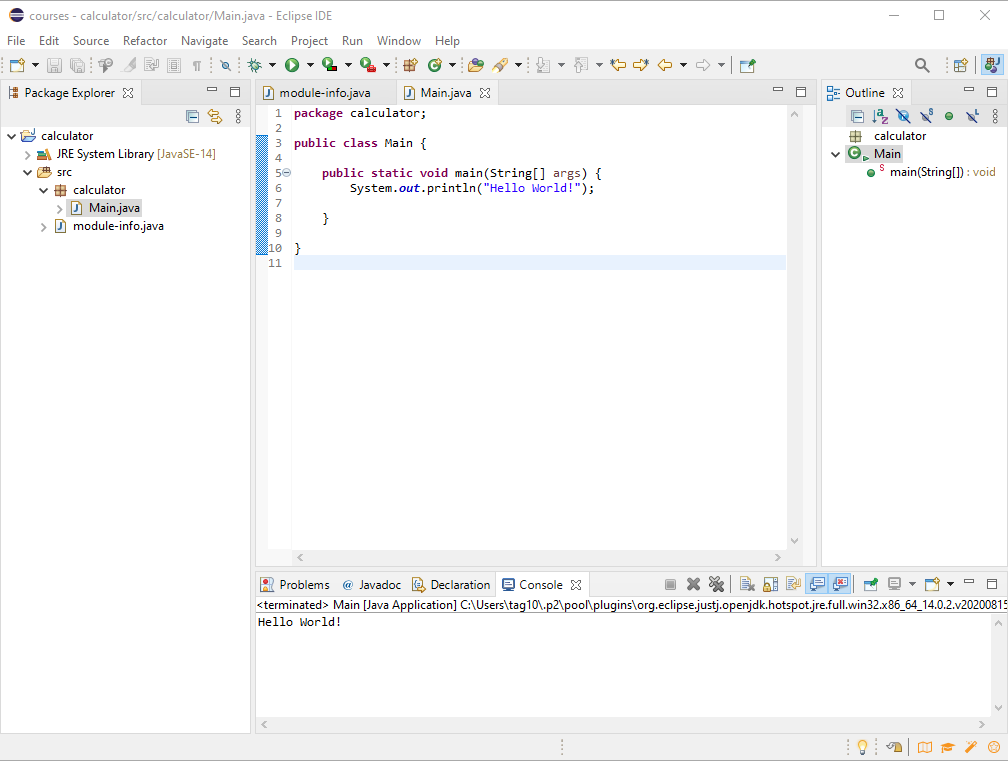 courses - calculator/src/calculator/Main.java - Eclipse IDE
File Edit Source Refactor Navigate Search Project Run Window Help
Package Explorer
calculator
JRE System Library [JavaSE-14]
src
calculator
Main.java
module-info.java
module-info.java Main.java
1 package calculator;
2
3 public class Main {
4
5 public static void main(String[] args) {
6 System.out.println("Hello World!");
7
8 }
9
10 }
11
Outline
calculator
Main
main(String[]) : void
Problems @ Javadoc Declaration Console
<terminated> Main [Java Application] C:\Users\tag10\.p2\pool\plugins\org.eclipse.justj.openjdk.hotspot.jre.full.win32.x86_64_14.0.2.v20200815
Hello World!